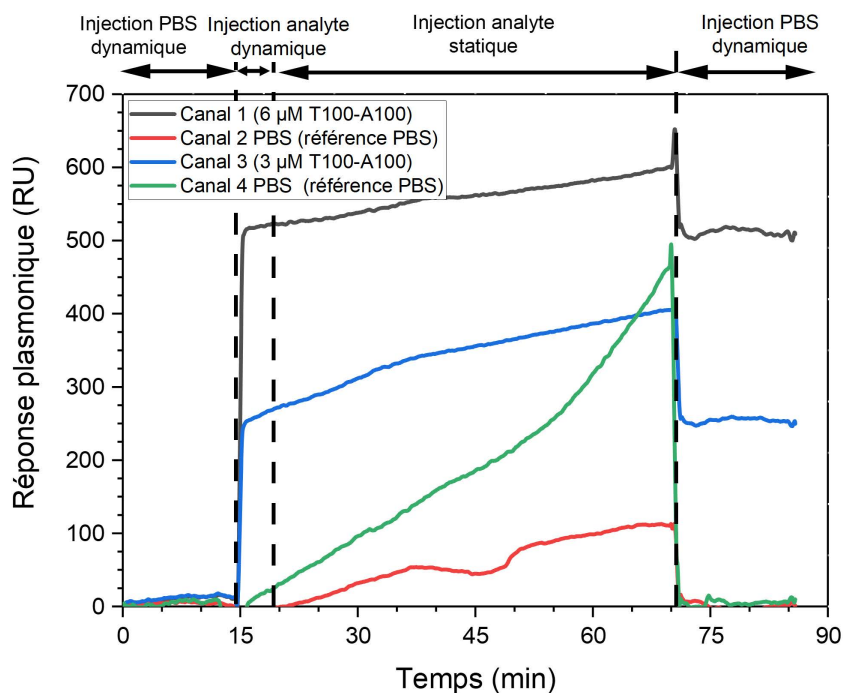 Injection PBS
dynamique
Injection analyte
dynamique
Injection analyte
statique
Injection PBS
dynamique
Canal 1 (6 µM T100-A100)
Canal 2 PBS (référence PBS)
Canal 3 (3 µM T100-A100)
Canal 4 PBS (référence PBS)
Réponse plasmonique (RU)
700
600
500
400
300
200
100
0
0 15 30 45 60 75 90
Temps (min)